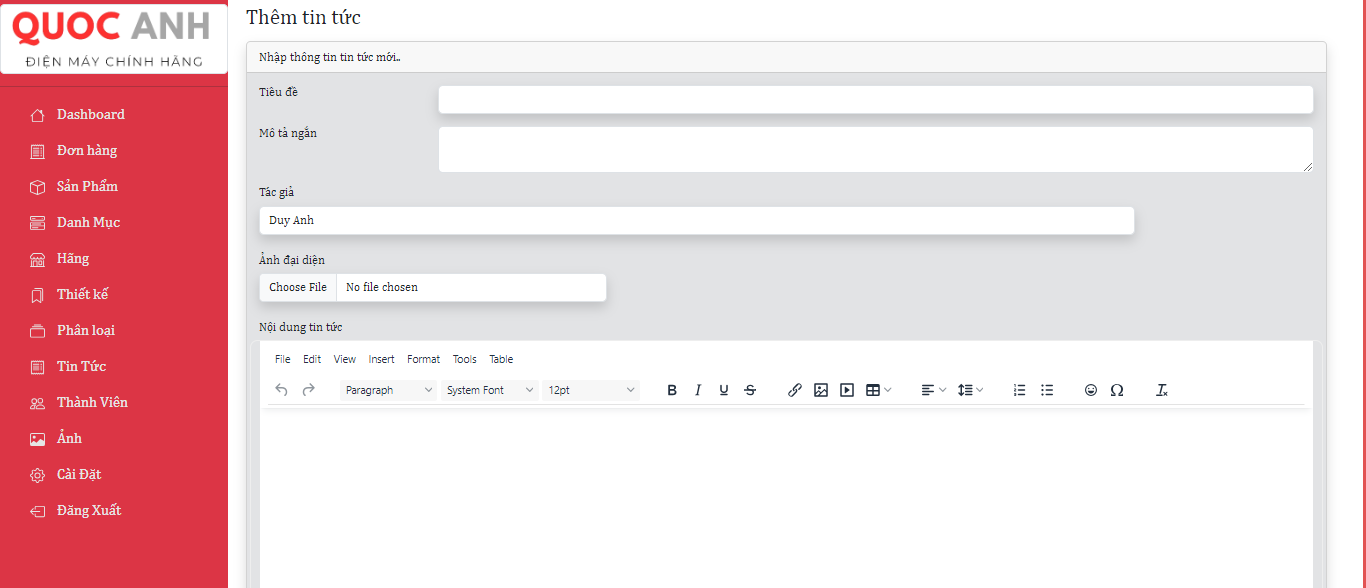 QUOC ANH
ĐIỆN MÁY CHÍNH HÃNG
Dashboard
Đơn hàng
Sản Phẩm
Danh Mục
Hãng
Thiết kế
Phân loại
Tin Tức
Thành Viên
Ảnh
Cài Đặt
Đăng Xuất
Thêm tin tức
Nhập thông tin tin tức mới..
Tiêu đề
Mô tả ngắn
Tác giả
Duy Anh
Ảnh đại diện
Choose File No file chosen
Nội dung tin tức
File Edit View Insert Format Tools Table
Paragraph System Font 12pt